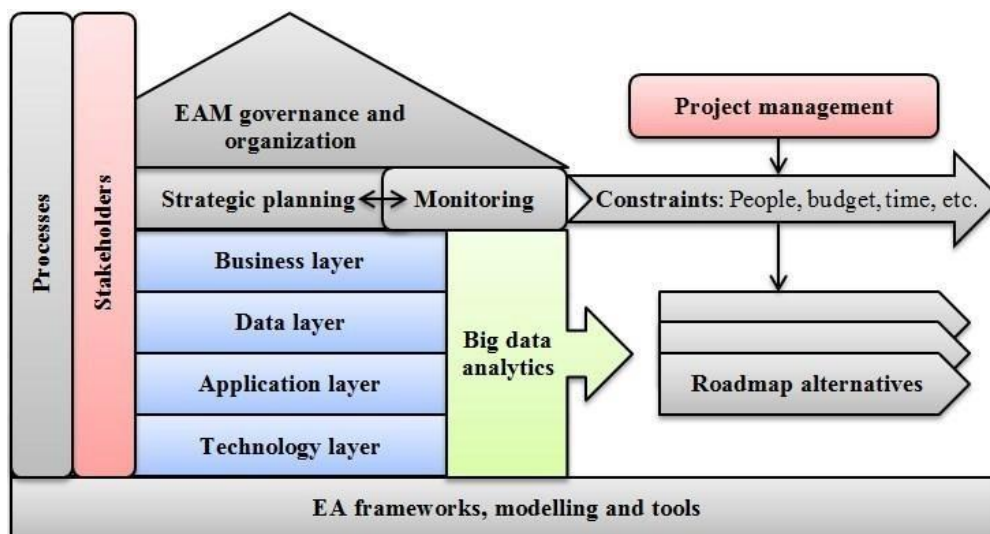 Processes
Stakeholders
EAM governance and
organization
Strategic planning
Monitoring
Business layer
Data layer
Application layer
Technology layer
Big data
analytics
Project management
Constraints: People, budget, time, etc.
Roadmap alternatives
EA frameworks, modelling and tools